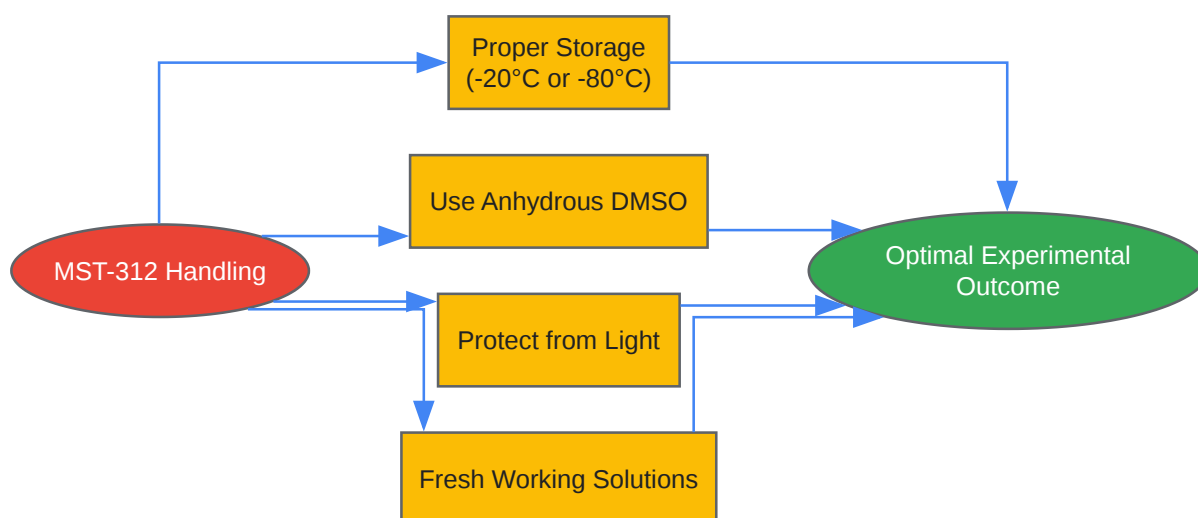 Proper Storage
(-20°C or -80°C)
Use Anhydrous DMSO
MST-312 Handling
Optimal Experimental
Outcome
Protect from Light
Fresh Working Solutions